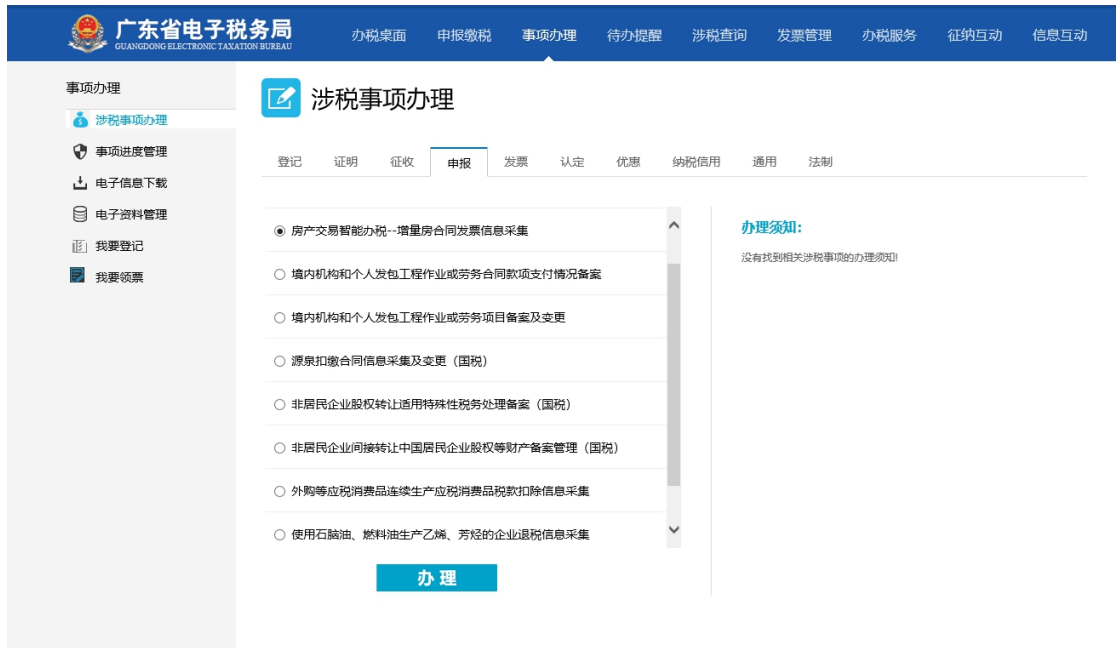 广东省电子税务局
GUANGDONG ELECTRONIC TAXATION BUREAU
办税桌面 申报缴税 事项办理 待办提醒 涉税查询 发票管理 办税服务 征纳互动 信息互动
事项办理
涉税事项办理
事项进度管理
电子信息下载
电子资料管理
我要登记
我要领票
涉税事项办理
登记 证明 征收 申报 发票 认定 优惠 纳税信用 通用 法制
房产交易智能办税--增量房合同发票信息采集
境内机构和个人发包工程作业或劳务合同款项支付情况备案
境内机构和个人发包工程作业或劳务项目备案及变更
源泉扣缴合同信息采集及变更（国税）
非居民企业股权转让适用特殊性税务处理备案（国税）
非居民企业间接转让中国居民企业股权等财产备案管理（国税）
外购等应税消费品连续生产应税消费品税款扣除信息采集
使用石脑油、燃料油生产乙烯、芳烃的企业退税信息采集
办理
办理须知：
没有找到相关涉税事项的办理须知!